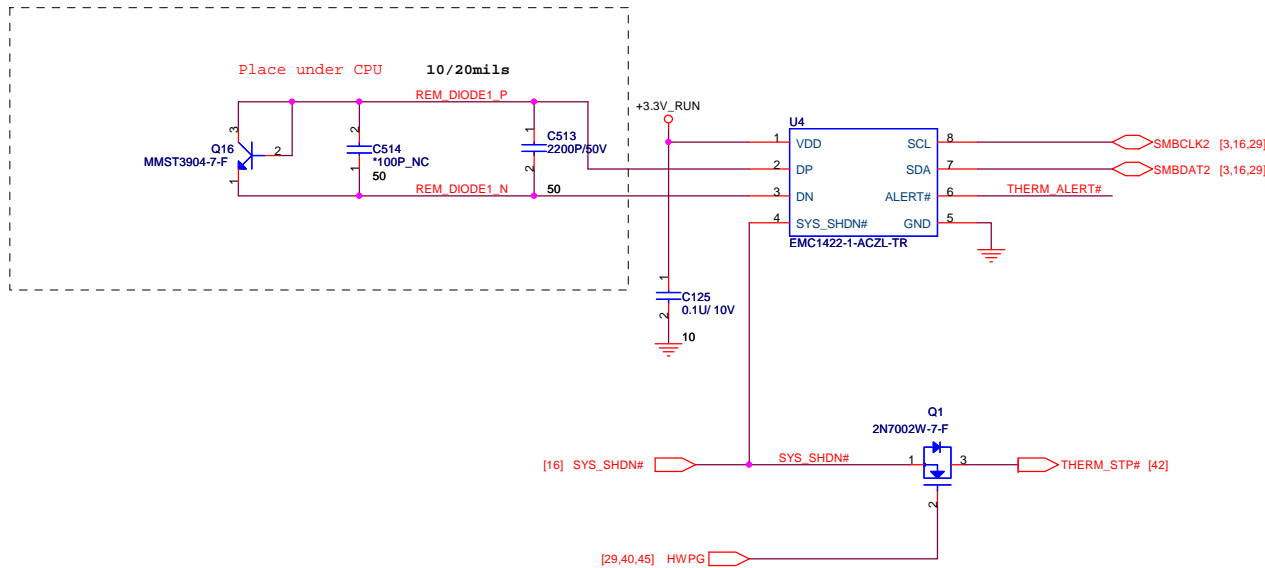 Place under CPU 10/20mils
REM_DIODE1_P
+3.3V_RUN
3
Q16
MMST3904-7-F
2
1
2
C514
*100P_NC
50
1
1
C513
2200P/50V
2
REM_DIODE1_N
50
U4
1 VDD SCL 8
SMBCLK2 [3,16,29]
2 DP SDA 7
SMBDAT2 [3,16,29]
3 DN ALERT# 6
THERM_ALERT#
4 SYS_SHDN# GND 5
EMC1422-1-ACZL-TR
1
C125
0.1U/ 10V
2
10
Q1
2N7002W-7-F
[16] SYS_SHDN#
SYS_SHDN#
1
3
THERM_STP# [42]
2
[29,40,45] HWPG